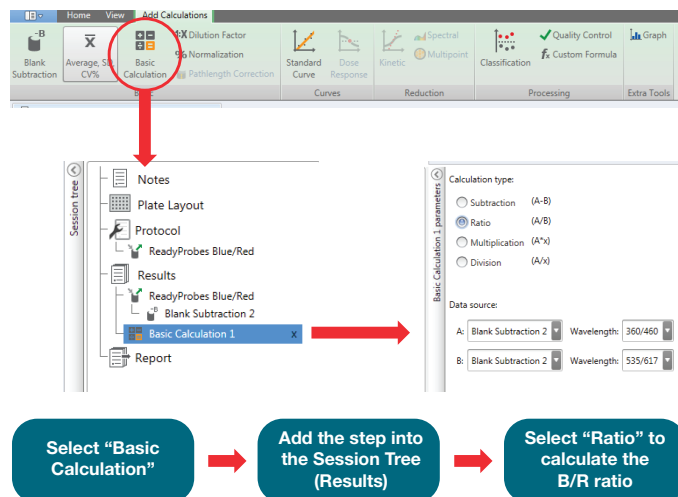 Home View Add Calculations
Blank Subtraction
Average, SD, CV%
Basic Calculation
Dilution Factor
Normalization
Pathlength Correction
Standard Curve
Dose Response
Kinetic
Spectral
Multipoint
Classification
Quality Control
Custom Formula
Graph
Curves Reduction Processing Extra Tools
Session tree
Notes
Plate Layout
Protocol
ReadyProbes Blue/Red
Results
ReadyProbes Blue/Red
-B Blank Subtraction 2
Basic Calculation 1 x
Report
Basic Calculation 1 parameters
Calculation type:
Subtraction (A-B)
Ratio (A/B)
Multiplication (A*x)
Division (A/x)
Data source:
A: Blank Subtraction 2 Wavelength: 360/460
B: Blank Subtraction 2 Wavelength: 535/617
Select “Basic
Calculation”
Add the step into
the Session Tree
(Results)
Select “Ratio” to
calculate the
B/R ratio